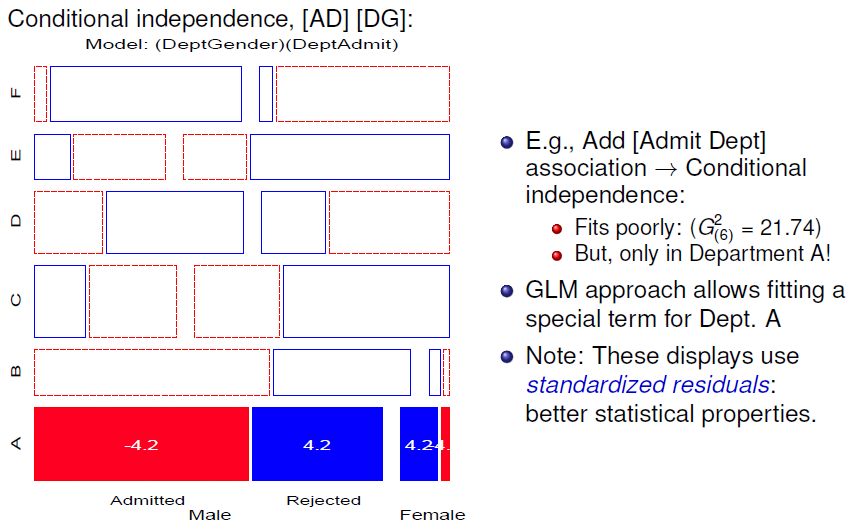 Conditional independence, [AD] [DG]:
Model: (DeptGender)(DeptAdmit)
F
E
D
C
B
A
-4.2
4.2
4.2
-4.
Admitted
Rejected
Male
Female
E.g., Add [Admit Dept]
association → Conditional
independence:
Fits poorly: (G²₍₆₎ = 21.74)
But, only in Department A!
GLM approach allows fitting a
special term for Dept. A
Note: These displays use
standardized residuals:
better statistical properties.